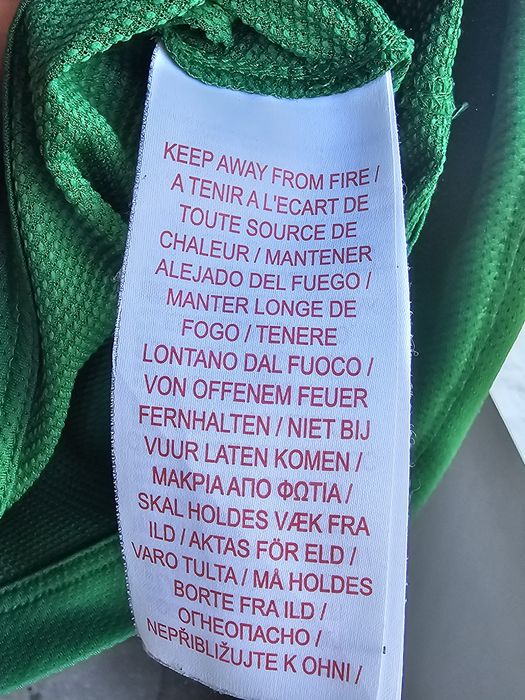 KEEP AWAY FROM FIRE /
A TENIR A L'ECART DE
TOUTE SOURCE DE
CHALEUR / MANTENER
ALEJADO DEL FUEGO /
MANTER LONGE DE
FOGO / TENERE
LONTANO DAL FUOCO /
VON OFFENEM FEUER
FERNHALTEN / NIET BIJ
VUUR LATEN KOMEN /
ΜΑΚΡΙΑ ΑΠΟ ΦΩΤΙΑ /
SKAL HOLDES VÆK FRA
ILD / AKTAS FÖR ELD /
VARO TULTA / MÅ HOLDES
BORTE FRA ILD /
ОГНЕОПАСНО /
NEPŘIBLIŽUJTE K OHNI /